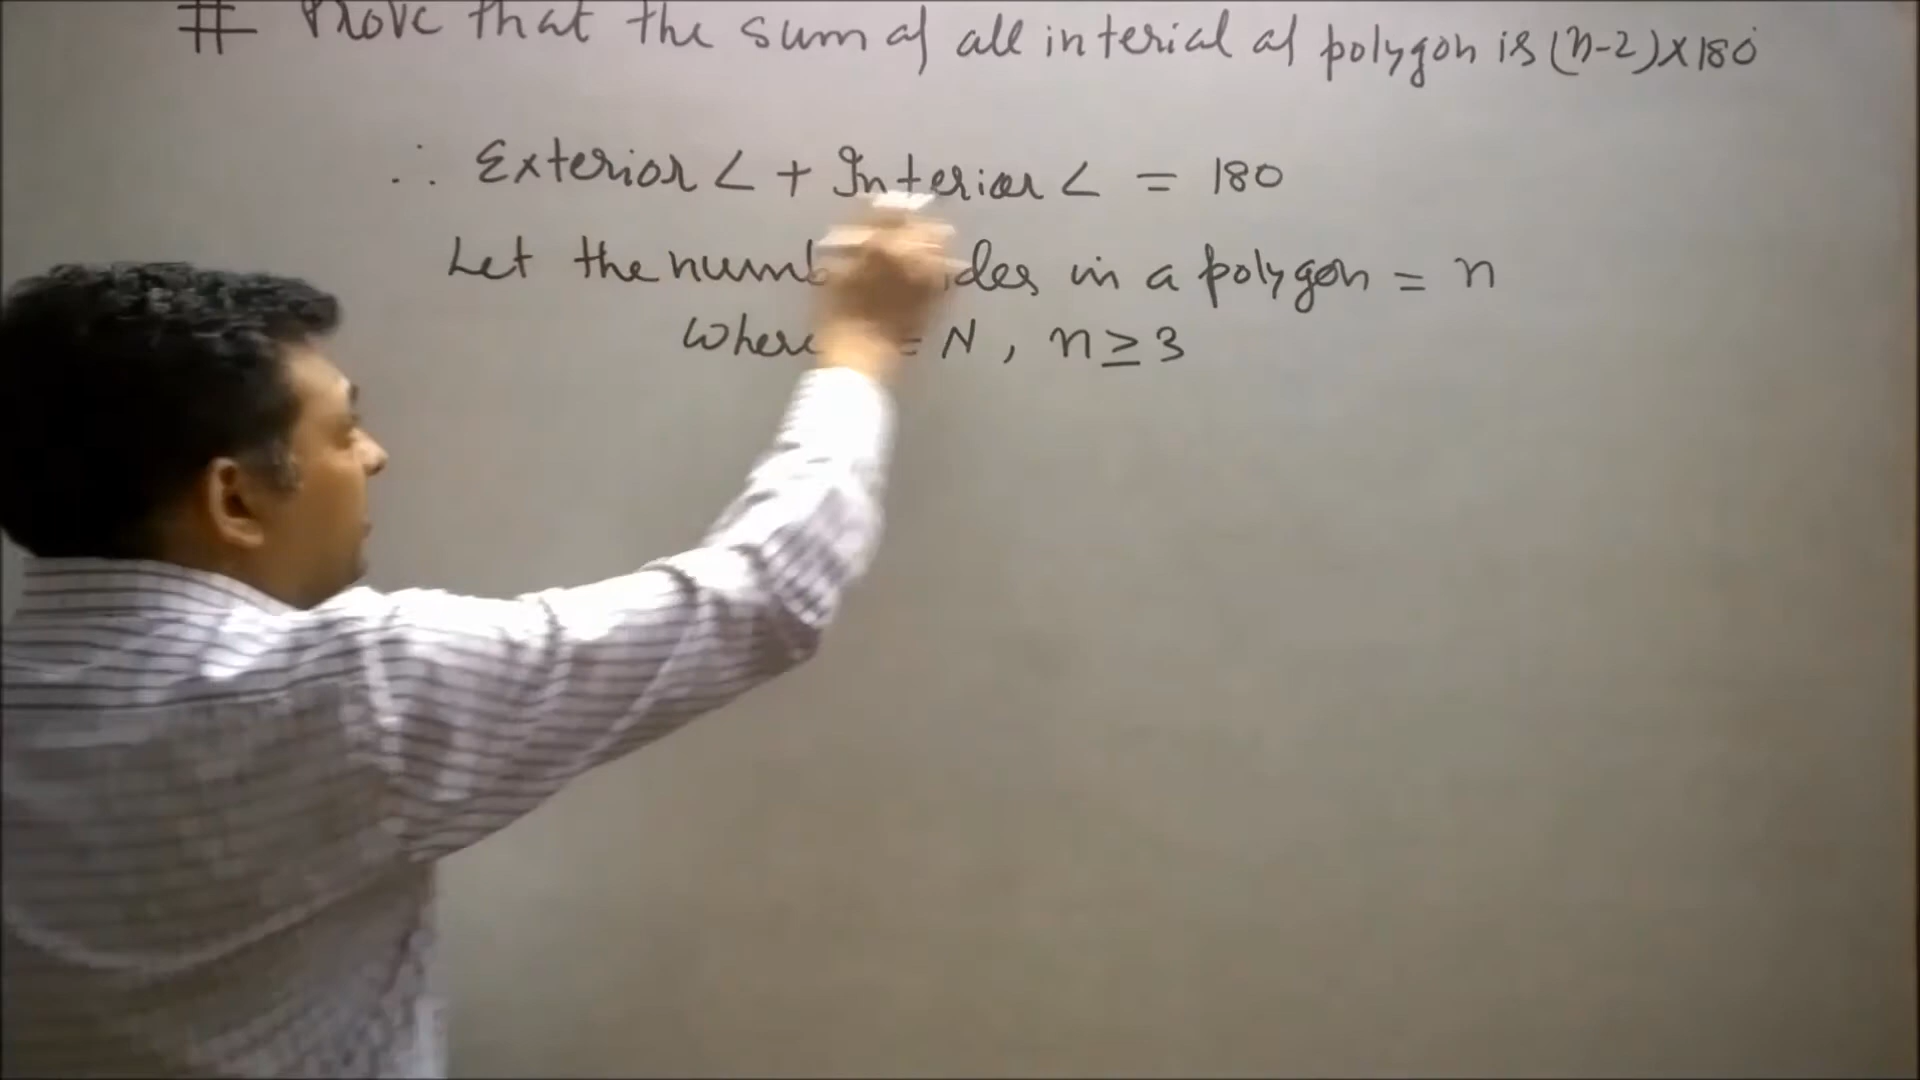 # Prove that the sum of all interial of polygon is (n-2)×180
∴ Exterior ∠ + Interior ∠ = 180
Let the numb ides in a polygon = n
Where = N, n ≥ 3